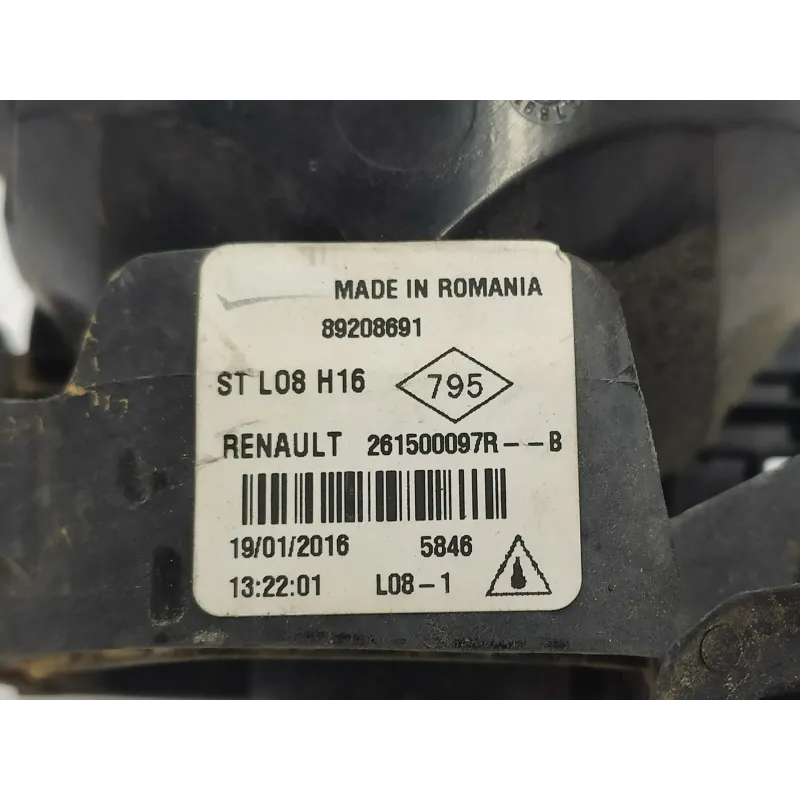 MADE IN ROMANIA
89208691
ST L08 H16 795
RENAULT 261500097R--B
19/01/2016 5846
13:22:01 L08-1